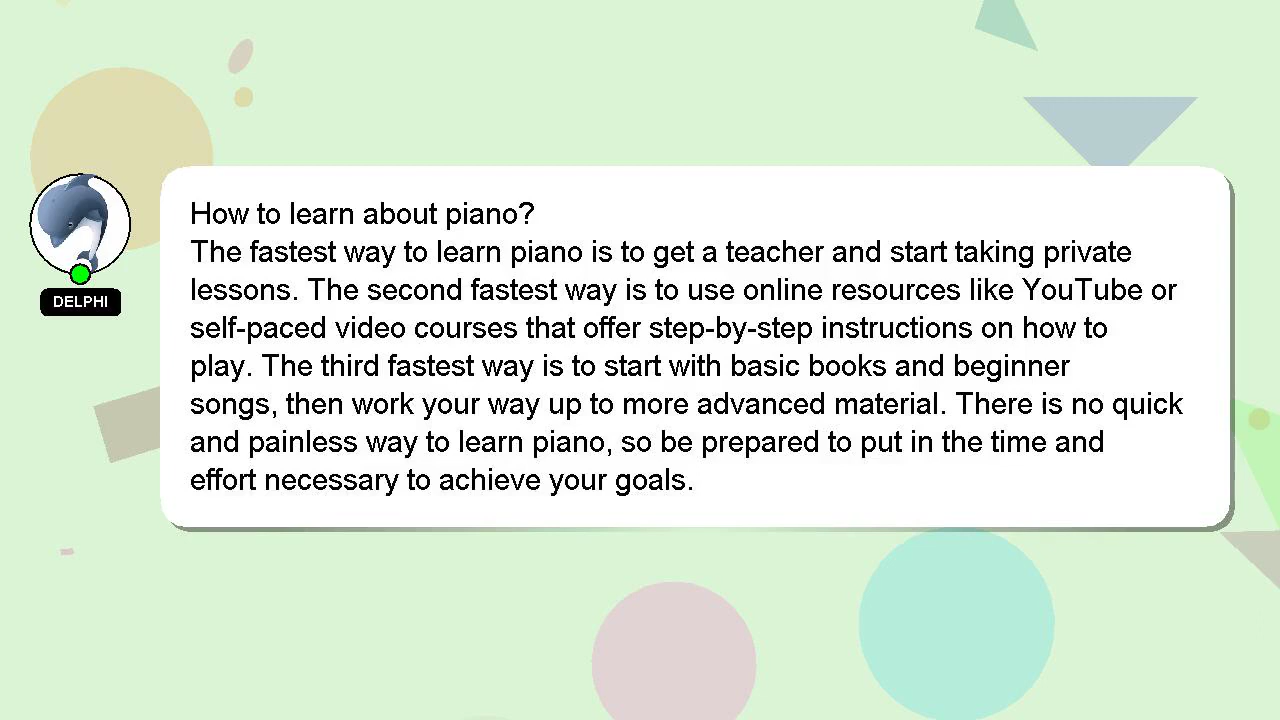 How to learn about piano?
The fastest way to learn piano is to get a teacher and start taking private
lessons. The second fastest way is to use online resources like YouTube or
self-paced video courses that offer step-by-step instructions on how to
play. The third fastest way is to start with basic books and beginner
songs, then work your way up to more advanced material. There is no quick
and painless way to learn piano, so be prepared to put in the time and
effort necessary to achieve your goals.
DELPHI